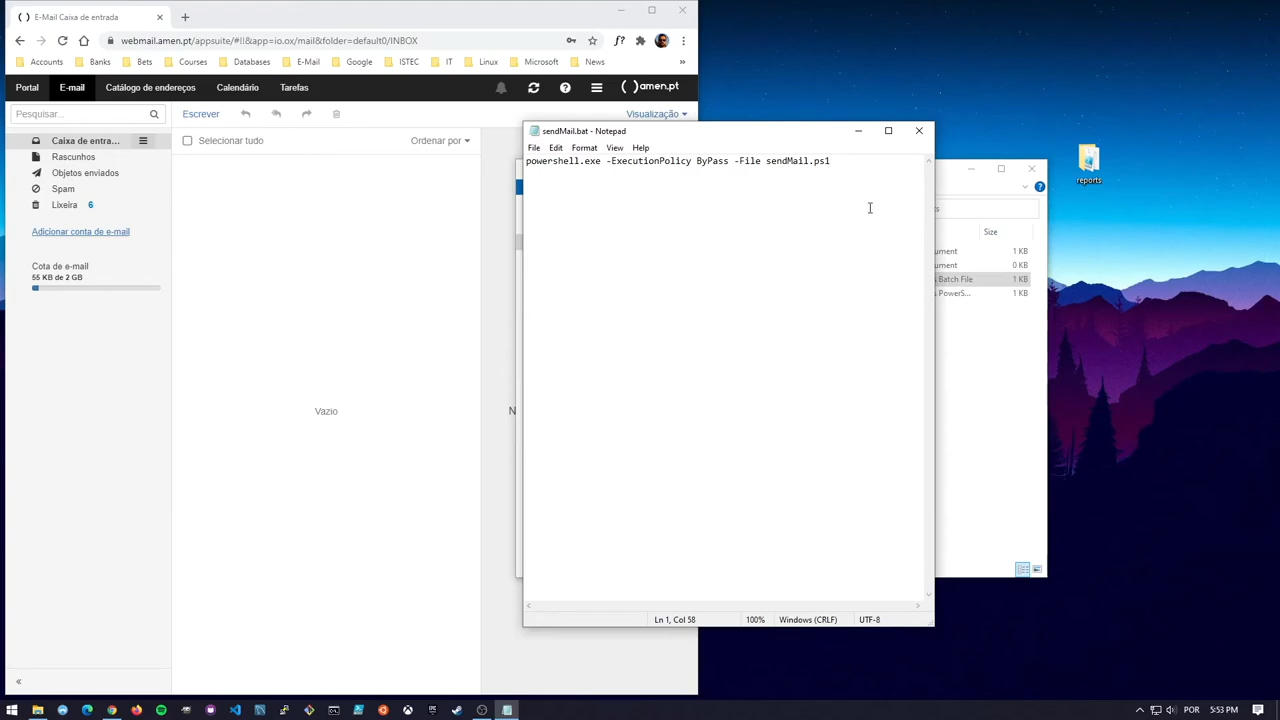 E-Mail Caixa de entrada
webmail.amen.pt/appsuite/#!!&app=io.ox/mail&folder=default0/INBOX
f?
Accounts Banks Bets Courses Databases E-Mail Google ISTEC IT Linux Microsoft News »
Portal E-mail Catálogo de endereços Calendário Tarefas
amen.pt
Pesquisar...
Escrever
Visualização
Caixa de entra...
Selecionar tudo
Ordenar por
Rascunhos
Objetos enviados
Spam
Lixeira 6
Adicionar conta de e-mail
Cota de e-mail
55 KB de 2 GB
Vazio
N
«
sendMail.bat - Notepad
File Edit Format View Help
powershell.exe -ExecutionPolicy ByPass -File sendMail.ps1
Ln 1, Col 58 100% Windows (CRLF) UTF-8
ts
Size
ument 1 KB
ument 0 KB
s Batch File 1 KB
s PowerS... 1 KB
reports
POR 5:53 PM